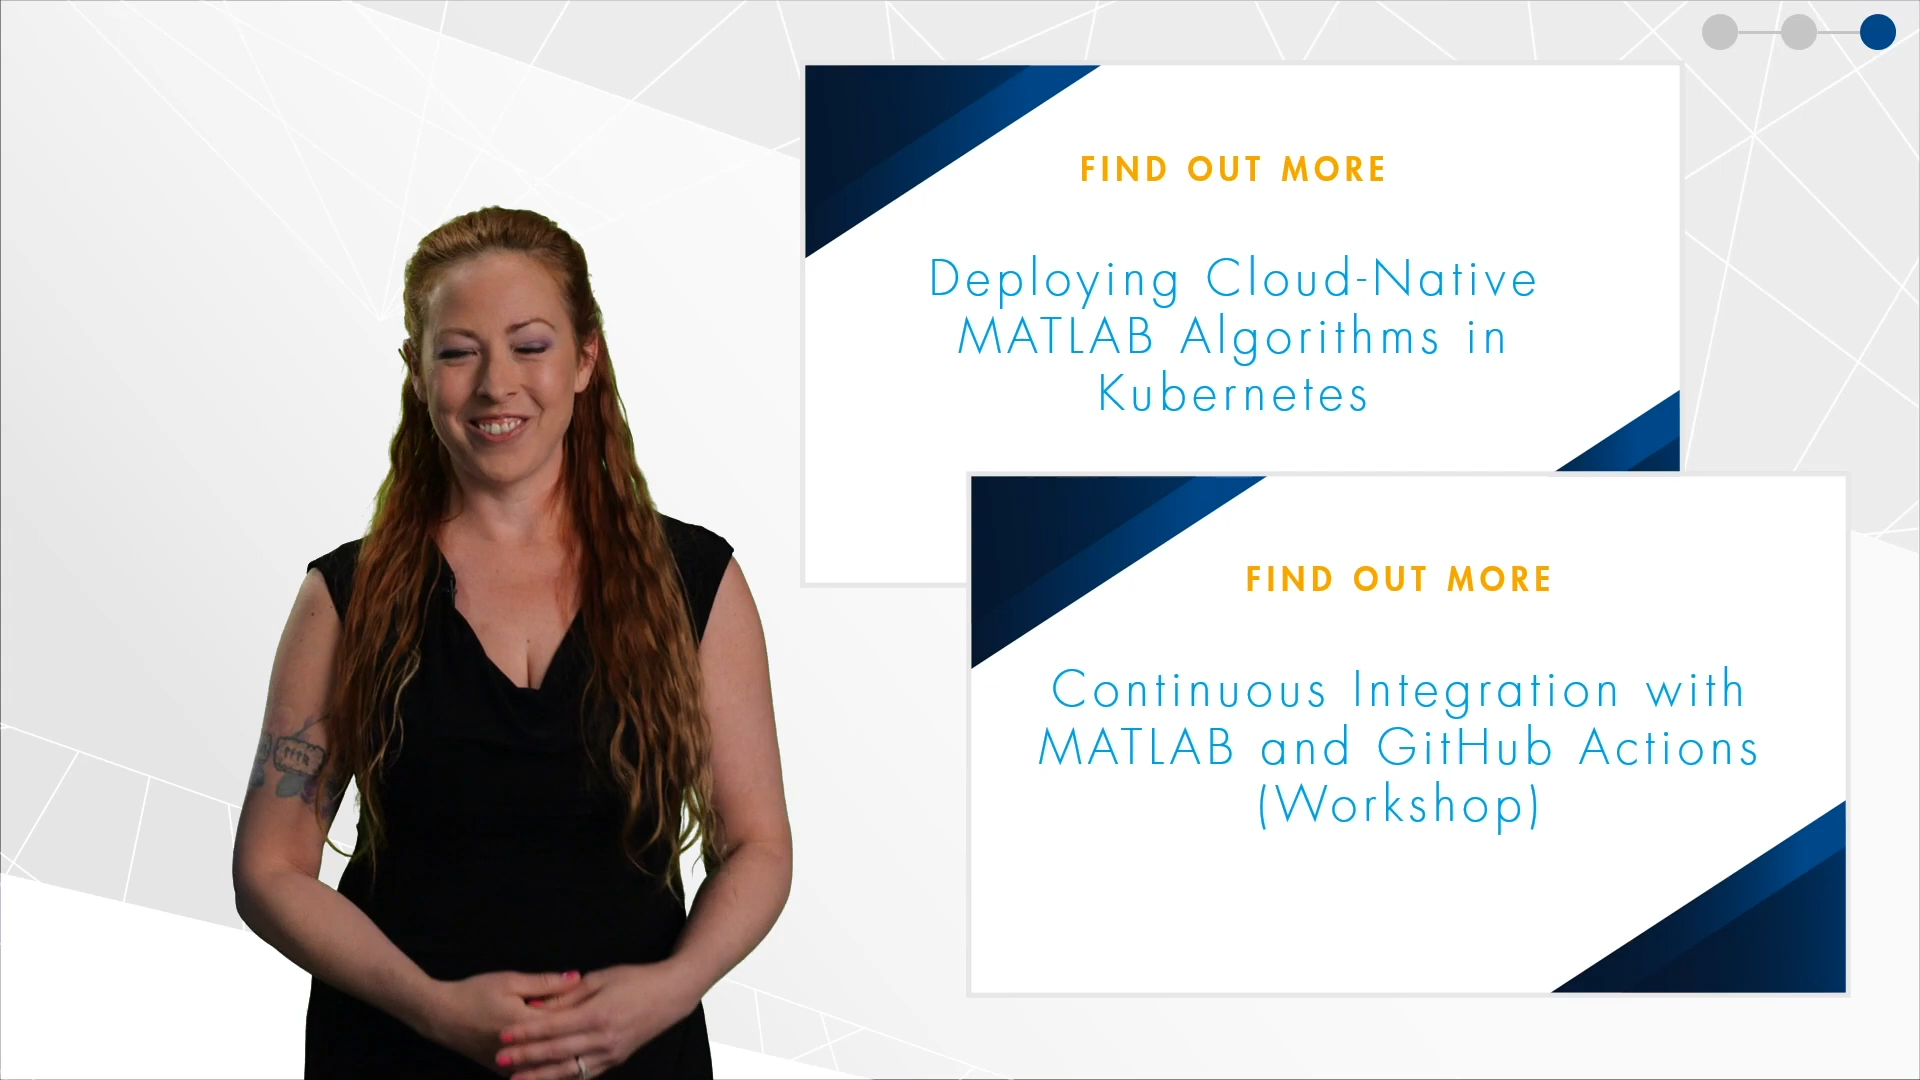 FIND OUT MORE
Deploying Cloud-Native
MATLAB Algorithms in
Kubernetes
FIND OUT MORE
Continuous Integration with
MATLAB and GitHub Actions
(Workshop)